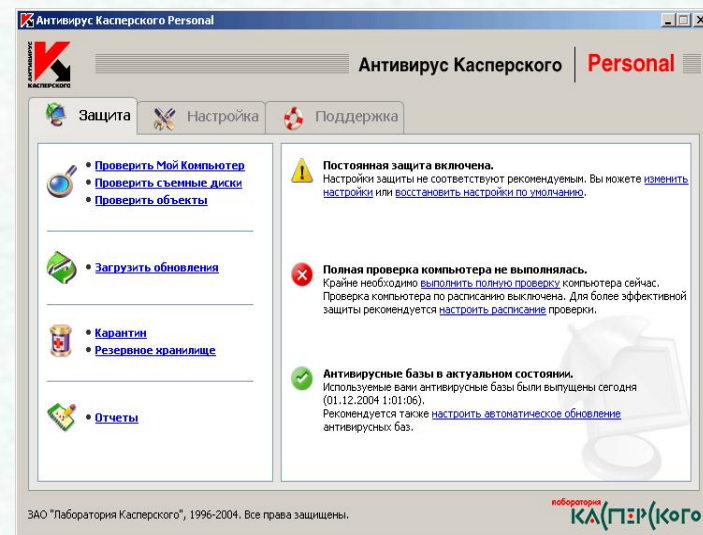 Антивирус Касперского Personal
АНТИВИРУС
КАСПЕРСКОГО
Антивирус Касперского Personal
Защита Настройка Поддержка
Проверить Мой Компьютер
Проверить съемные диски
Проверить объекты
Загрузить обновления
Карантин
Резервное хранилище
Отчеты
Постоянная защита включена.
Настройки защиты не соответствуют рекомендуемым. Вы можете изменить
настройки или восстановить настройки по умолчанию.
Полная проверка компьютера не выполнялась.
Крайне необходимо выполнить полную проверку компьютера сейчас.
Проверка компьютера по расписанию выключена. Для более эффективной
защиты рекомендуется настроить расписание проверки.
Антивирусные базы в актуальном состоянии.
Используемые вами антивирусные базы были выпущены сегодня
(01.12.2004 1:01:06).
Рекомендуется также настроить автоматическое обновление
антивирусных баз.
ЗАО "Лаборатория Касперского", 1996-2004. Все права защищены.
лаборатория
КАСПЕРСКОГО